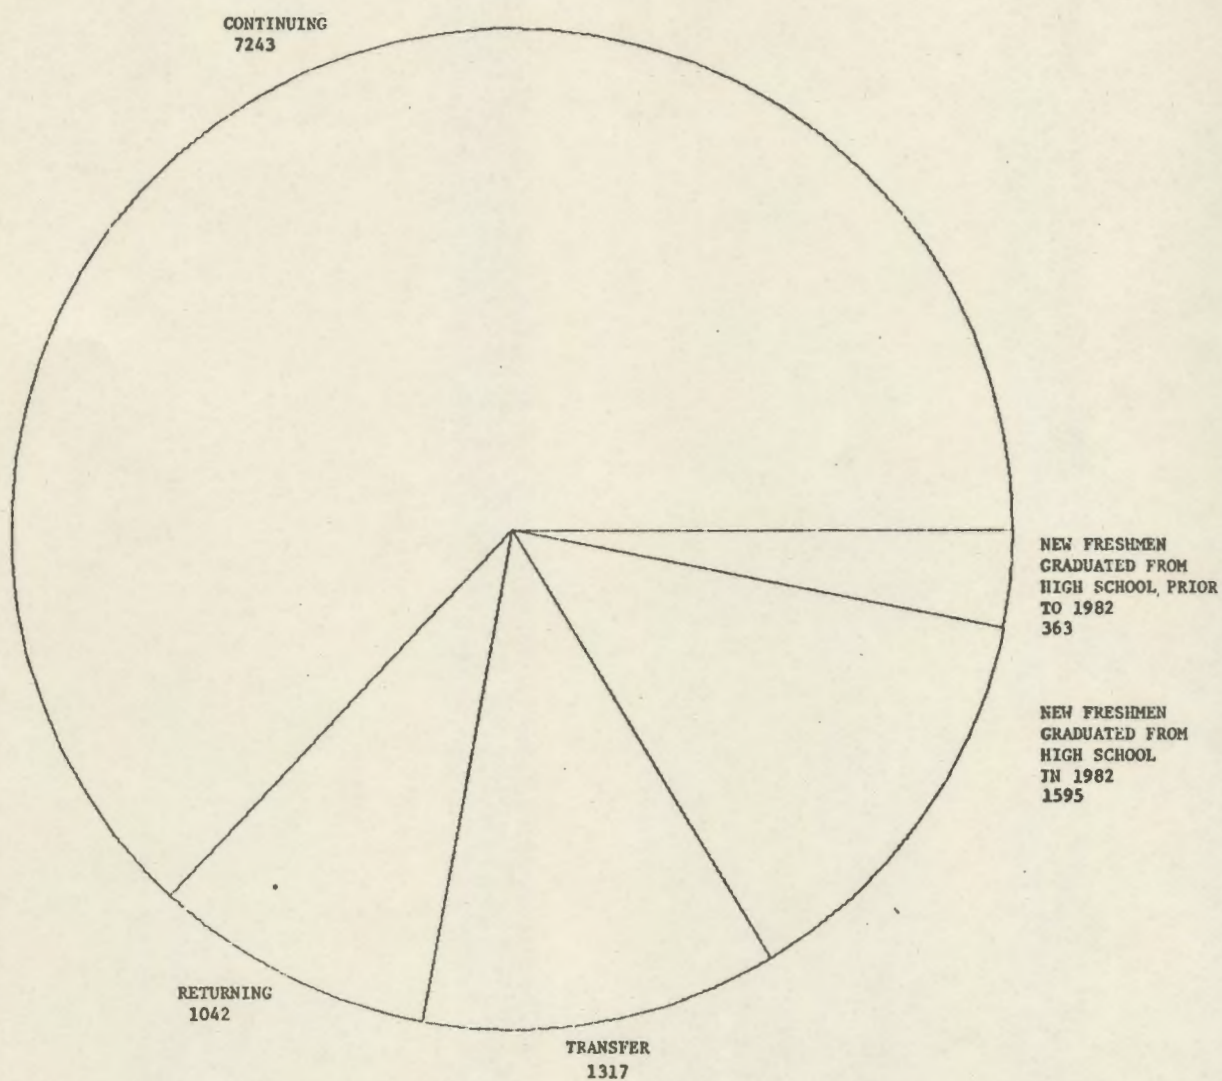 CONTINUING
7243
NEW FRESHMEN
GRADUATED FROM
HIGH SCHOOL PRIOR
TO 1982
363
NEW FRESHMEN
GRADUATED FROM
HIGH SCHOOL
IN 1982
1595
RETURNING
1042
TRANSFER
1317